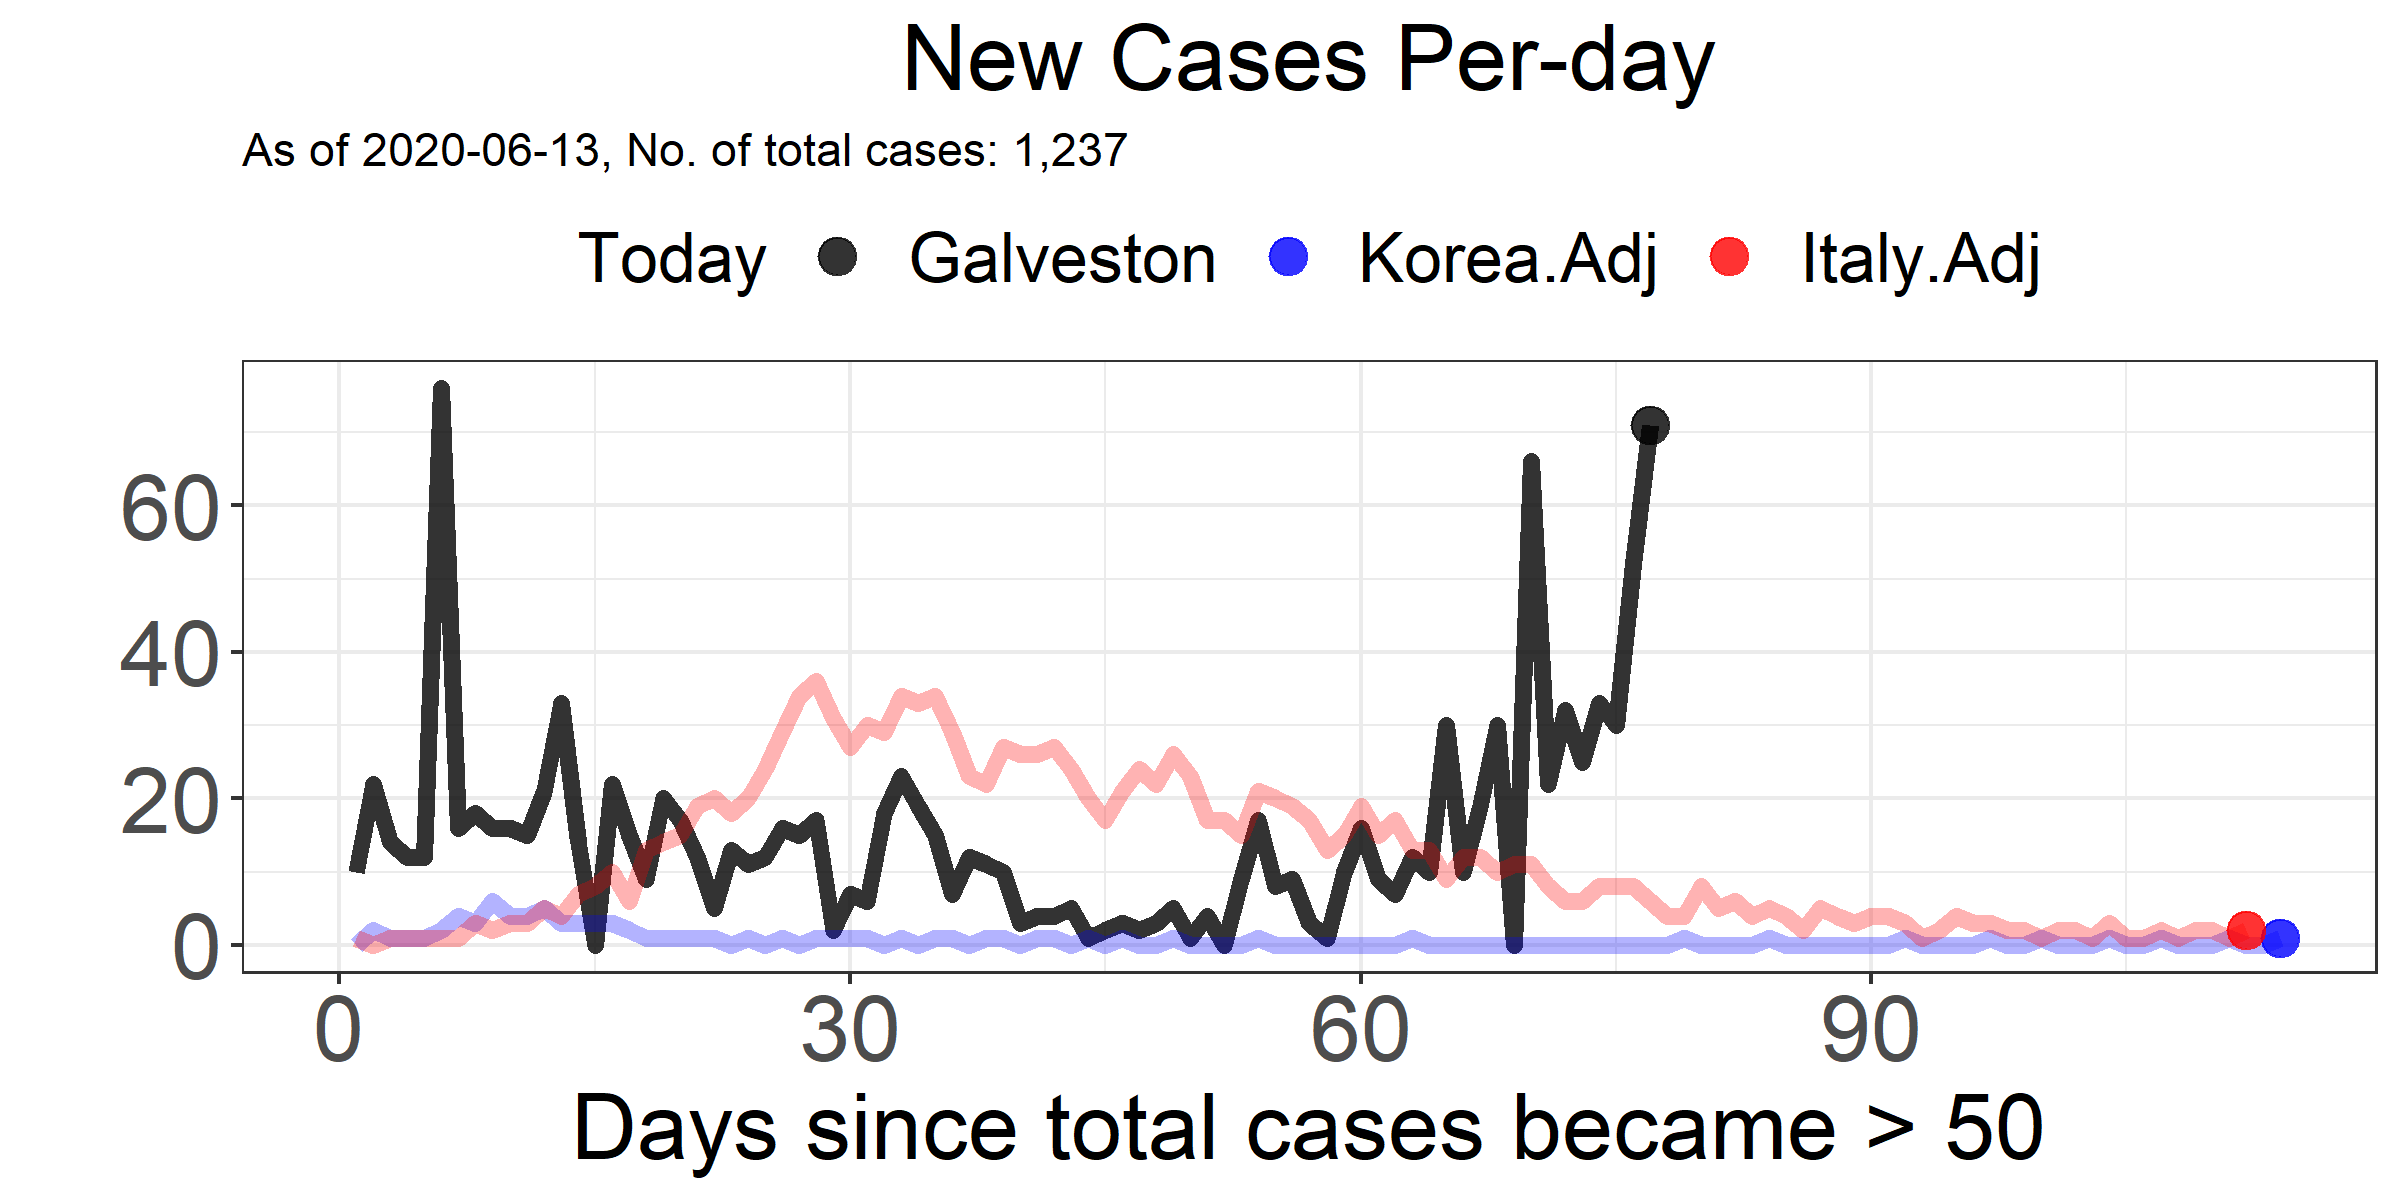 New Cases Per-day
As of 2020-06-13, No. of total cases: 1,237
Today Galveston Korea.Adj Italy.Adj
60
40
20
0
0 30 60 90
Days since total cases became > 50